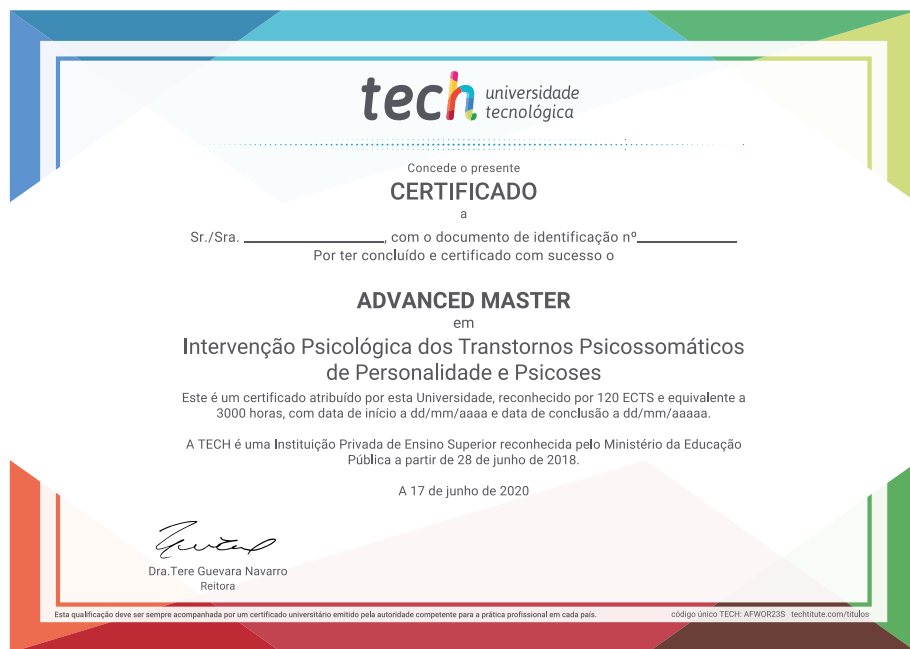 tech universidade
tecnológica
Concede o presente
CERTIFICADO
a
Sr./Sra. ________________, com o documento de identificação nº____________
Por ter concluído e certificado com sucesso o
ADVANCED MASTER
em
Intervenção Psicológica dos Transtornos Psicossomáticos
de Personalidade e Psicoses
Este é um certificado atribuído por esta Universidade, reconhecido por 120 ECTS e equivalente a
3000 horas, com data de início a dd/mm/aaaa e data de conclusão a dd/mm/aaaaa.
A TECH é uma Instituição Privada de Ensino Superior reconhecida pelo Ministério da Educação
Pública a partir de 28 de junho de 2018.
A 17 de junho de 2020
Dra.Tere Guevara Navarro
Reitora
Esta qualificação deve ser sempre acompanhada por um certificado universitário emitido pela autoridade competente para a prática profissional em cada país.
código único TECH: AFWOR23S techtitute.com/titulos